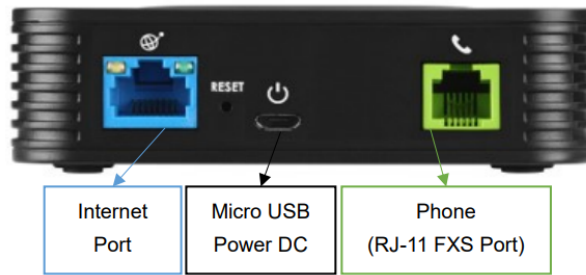 RESET
Internet
Port
Micro USB
Power DC
Phone
(RJ-11 FXS Port)